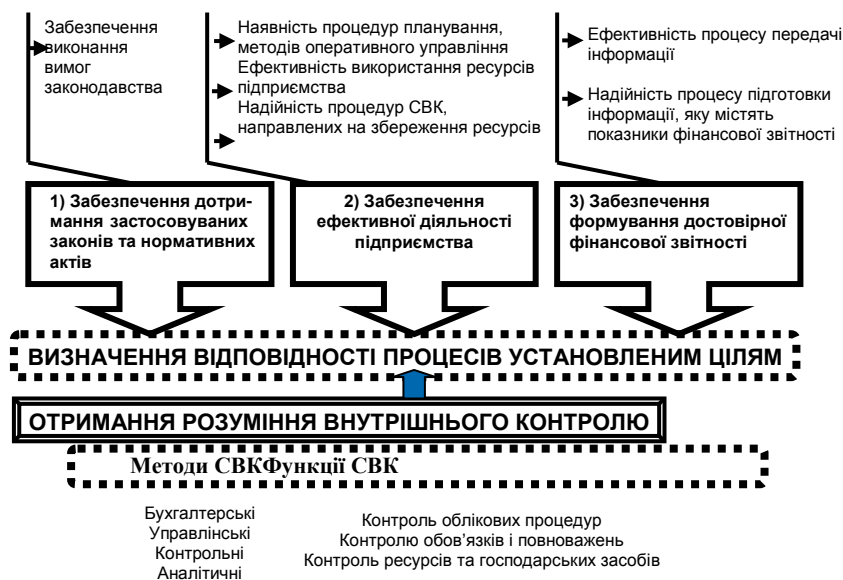 Забезпечення
виконання
вимог
законодавства
Наявність процедур планування,
методів оперативного управління
Ефективність використання ресурсів
підприємства
Надійність процедур СВК,
направлених на збереження ресурсів
Ефективність процесу передачі
інформації
Надійність процесу підготовки
інформації, яку містять
показники фінансової звітності
1) Забезпечення дотри-
мання застосовуваних
законів та нормативних
актів
2) Забезпечення
ефективної діяльності
підприємства
3) Забезпечення
формування достовірної
фінансової звітності
ВИЗНАЧЕННЯ ВІДПОВІДНОСТІ ПРОЦЕСІВ УСТАНОВЛЕНИМ ЦІЛЯМ
ОТРИМАННЯ РОЗУМІННЯ ВНУТРІШНЬОГО КОНТРОЛЮ
Методи СВКФункції СВК
Бухгалтерські
Управлінські
Контрольні
Аналітичні
Контроль облікових процедур
Контролю обов’язків і повноважень
Контроль ресурсів та господарських засобів